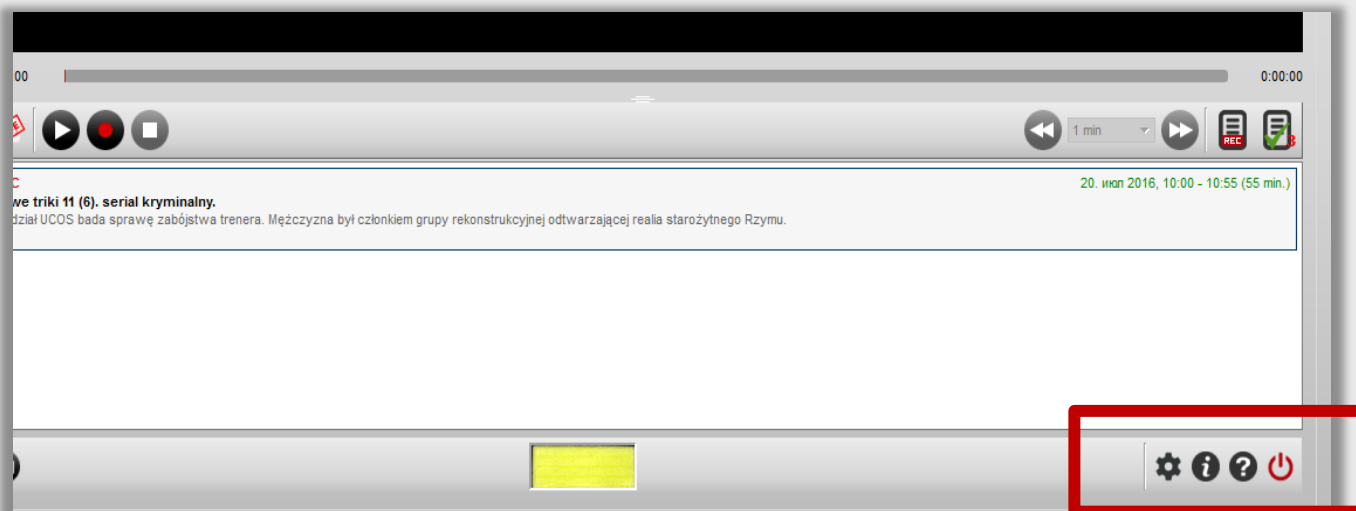 00
0:00:00
1 min
REC
3
C
20. июл 2016, 10:00 - 10:55 (55 min.)
we triki 11 (6). serial kryminalny.
dział UCOS bada sprawę zabójstwa trenera. Mężczyzna był członkiem grupy rekonstrukcyjnej odtwarzającej realia starożytnego Rzymu.